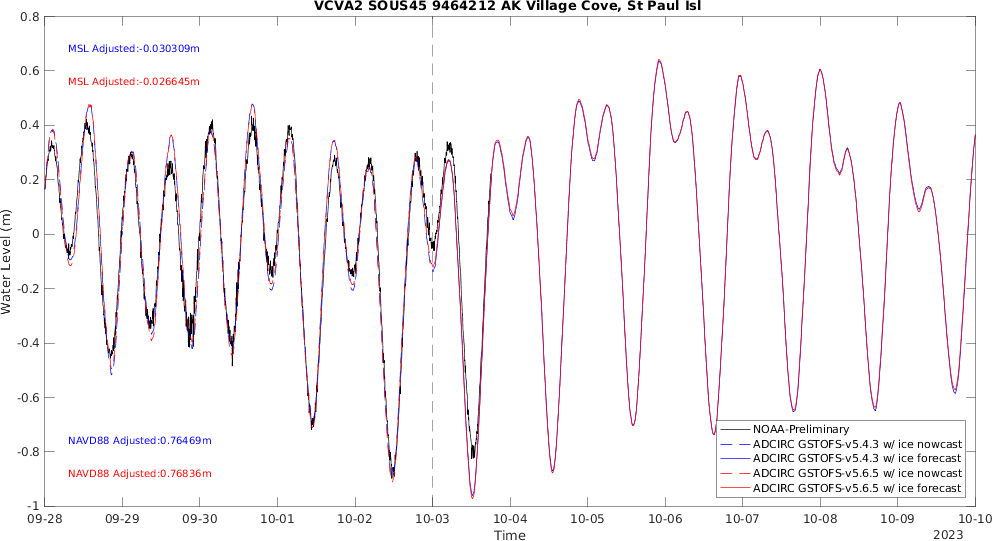 VCVA2 SOUS45 9464212 AK Village Cove, St Paul Isl
MSL Adjusted:-0.030309m
MSL Adjusted:-0.026645m
NAVD88 Adjusted:0.76469m
NAVD88 Adjusted:0.76836m
Water Level (m)
0.8
0.6
0.4
0.2
0
-0.2
-0.4
-0.6
-0.8
-1
NOAA-Preliminary
ADCIRC GSTOFS-v5.4.3 w/ ice nowcast
ADCIRC GSTOFS-v5.4.3 w/ ice forecast
ADCIRC GSTOFS-v5.6.5 w/ ice nowcast
ADCIRC GSTOFS-v5.6.5 w/ ice forecast
09-28 09-29 09-30 10-01 10-02 10-03 10-04 10-05 10-06 10-07 10-08 10-09 10-10
Time
2023